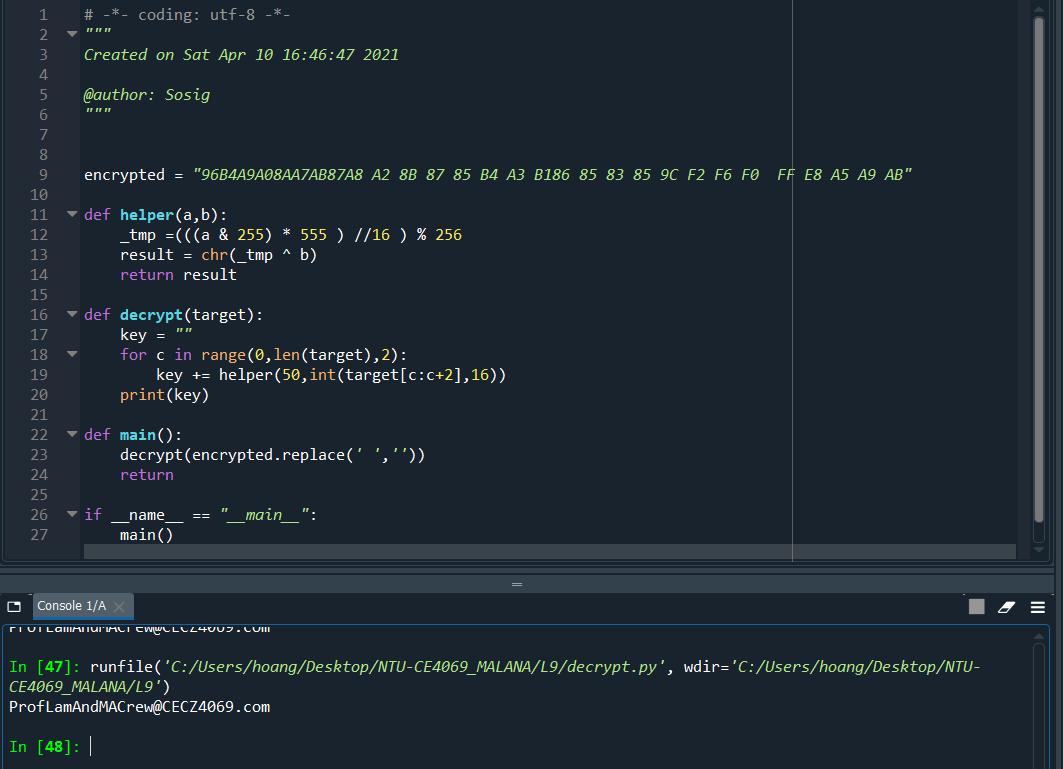 1 # -*- coding: utf-8 -*-
2 """
3 Created on Sat Apr 10 16:46:47 2021
4
5 @author: Sosig
6 """
7
8
9 encrypted = "96B4A9A08AA7AB87A8 A2 8B 87 85 B4 A3 B186 85 83 85 9C F2 F6 F0  FF E8 A5 A9 AB"
10
11 def helper(a,b):
12     _tmp =(((a & 255) * 555 ) //16 ) % 256
13     result = chr(_tmp ^ b)
14     return result
15
16 def decrypt(target):
17     key = ""
18     for c in range(0,len(target),2):
19         key += helper(50,int(target[c:c+2],16))
20     print(key)
21
22 def main():
23     decrypt(encrypted.replace(' ',''))
24     return
25
26 if __name__ == "__main__":
27     main()
Console 1/A
ProfLamAndMACrew@CECZ4069.com
In [47]: runfile('C:/Users/hoang/Desktop/NTU-CE4069_MALANA/L9/decrypt.py', wdir='C:/Users/hoang/Desktop/NTU-
CE4069_MALANA/L9')
ProfLamAndMACrew@CECZ4069.com
In [48]: